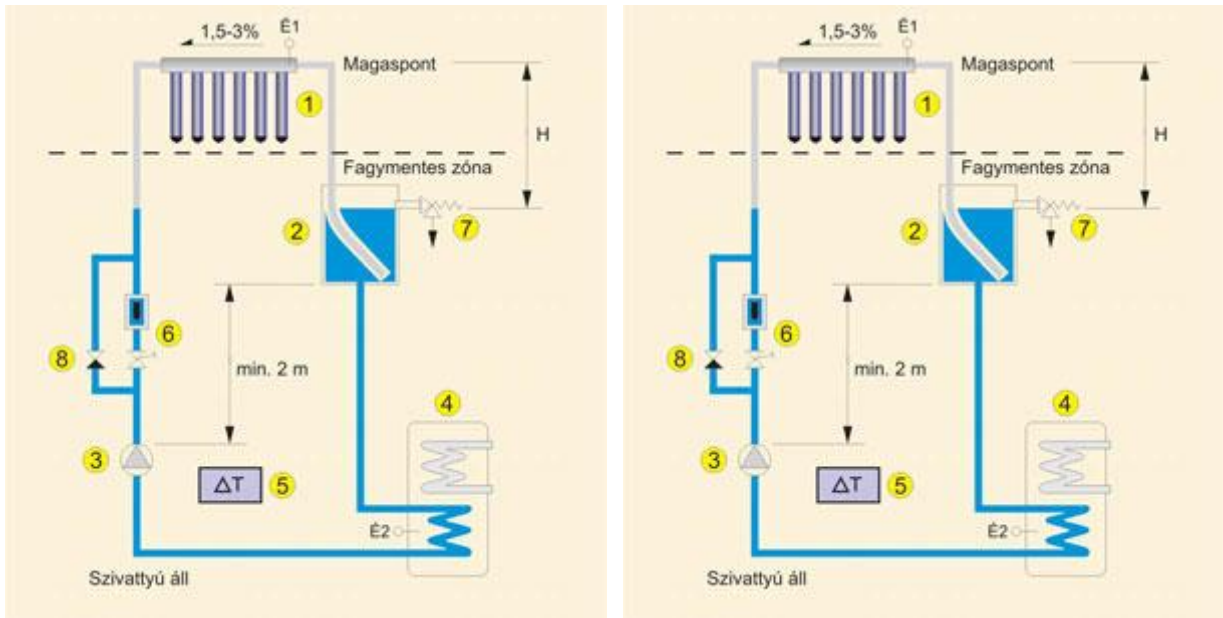 1,5-3%
É1
Magaspont
1
H
Fagymentes zóna
2
7
6
8
min. 2 m
4
3
ΔT
5
É2
Szivattyú áll
1,5-3%
É1
Magaspont
1
H
Fagymentes zóna
2
7
6
8
min. 2 m
4
3
ΔT
5
É2
Szivattyú áll